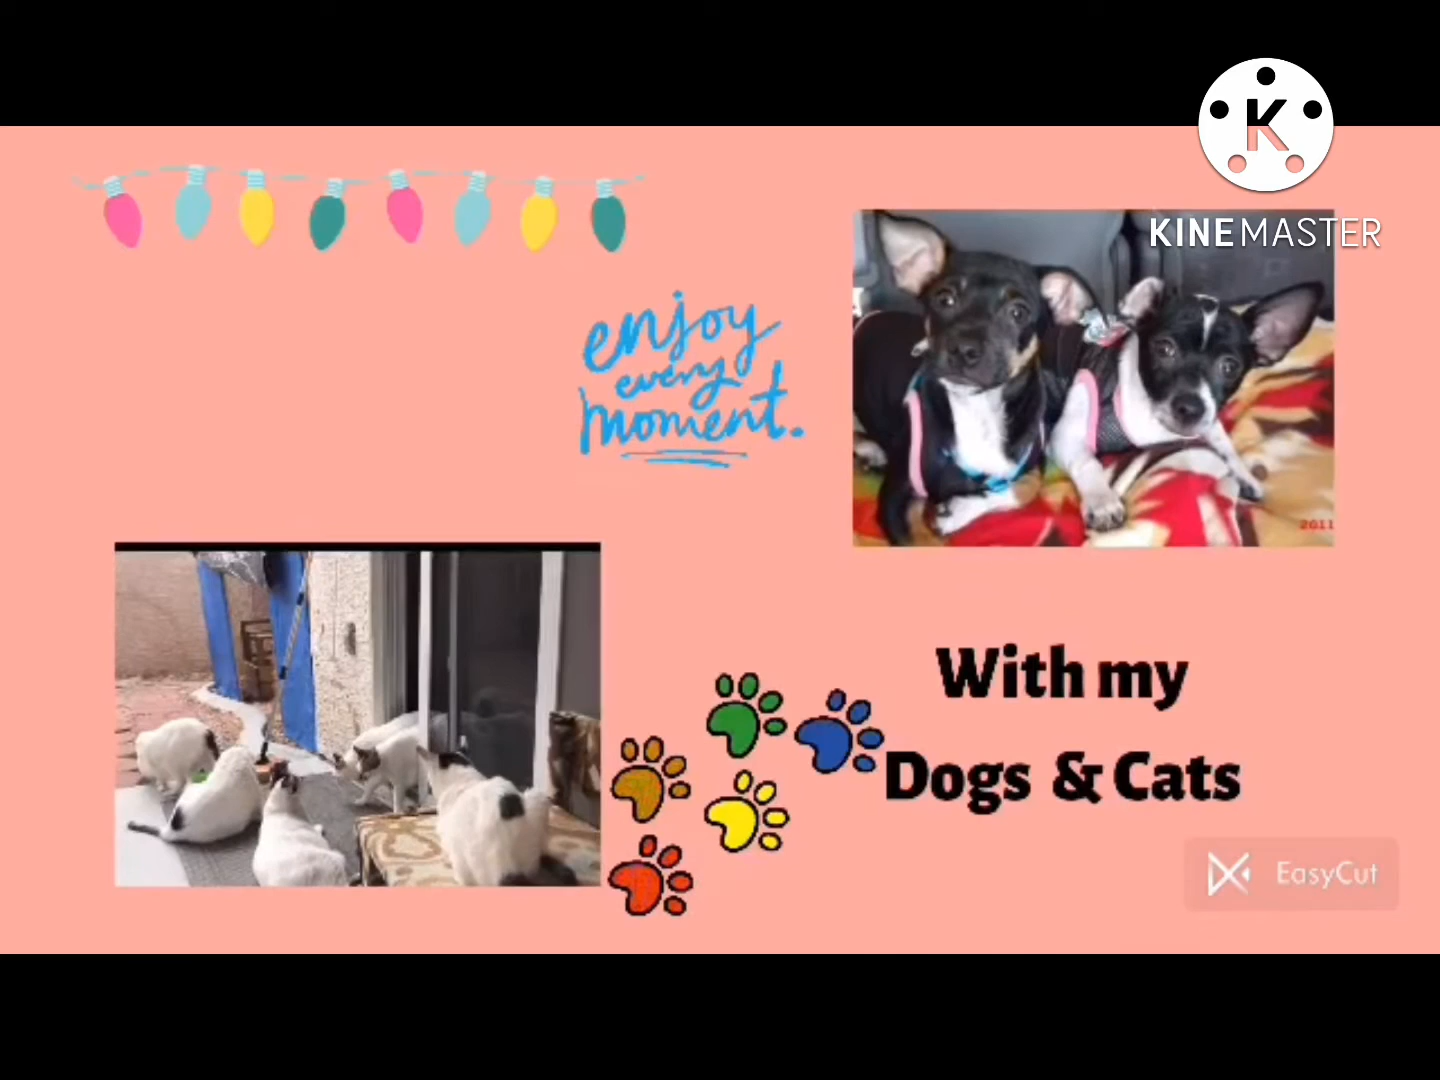 K
KINEMASTER
enjoy
every
moment.
2011
With my
Dogs & Cats
EasyCut